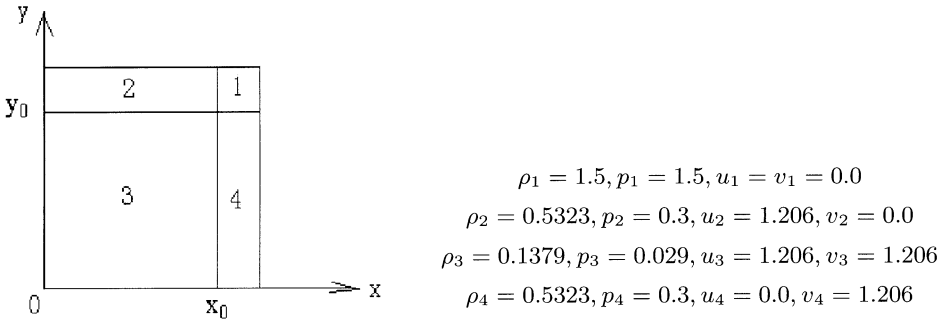 y
2
1
y₀
3
4
0
x₀
x
ρ₁ = 1.5, p₁ = 1.5, u₁ = v₁ = 0.0
ρ₂ = 0.5323, p₂ = 0.3, u₂ = 1.206, v₂ = 0.0
ρ₃ = 0.1379, p₃ = 0.029, u₃ = 1.206, v₃ = 1.206
ρ₄ = 0.5323, p₄ = 0.3, u₄ = 0.0, v₄ = 1.206